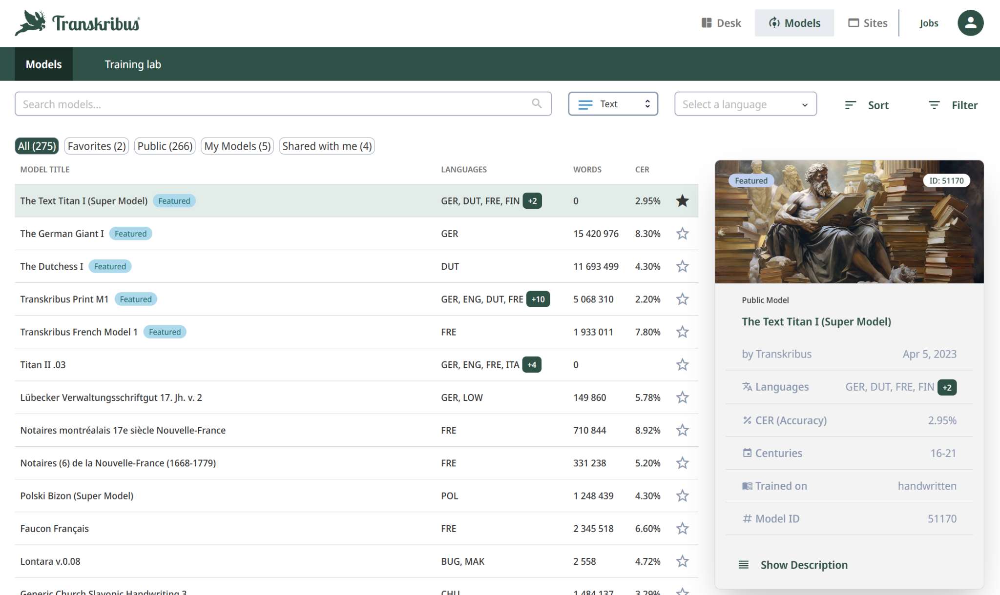 Transkribus®
Desk
Models
Sites
Jobs
Models
Training lab
Search models...
Text
Select a language
Sort
Filter
All (275)
Favorites (2)
Public (266)
My Models (5)
Shared with me (4)
MODEL TITLE LANGUAGES WORDS CER
The Text Titan I (Super Model) Featured GER, DUT, FRE, FIN +2 0 2.95%
The German Giant I Featured GER 15 420 976 8.30%
The Dutchess I Featured DUT 11 693 499 4.30%
Transkribus Print M1 Featured GER, ENG, DUT, FRE +10 5 068 310 2.20%
Transkribus French Model 1 Featured FRE 1 933 011 7.80%
Titan II .03 GER, ENG, FRE, ITA +4 0
Lübecker Verwaltungsschriftgut 17. Jh. v. 2 GER, LOW 149 860 5.78%
Notaires montréalais 17e siècle Nouvelle-France FRE 710 844 8.92%
Notaires (6) de la Nouvelle-France (1668-1779) FRE 331 238 5.20%
Polski Bizon (Super Model) POL 1 248 439 4.30%
Faucon Français FRE 2 345 518 6.60%
Lontara v.0.08 BUG, MAK 2 558 4.72%
Generic Church Slavonic Handwriting 3 CHU 1 484 137 3.29%
Featured
ID: 51170
Public Model
The Text Titan I (Super Model)
by Transkribus Apr 5, 2023
Languages GER, DUT, FRE, FIN +2
CER (Accuracy) 2.95%
Centuries 16-21
Trained on handwritten
Model ID 51170
Show Description